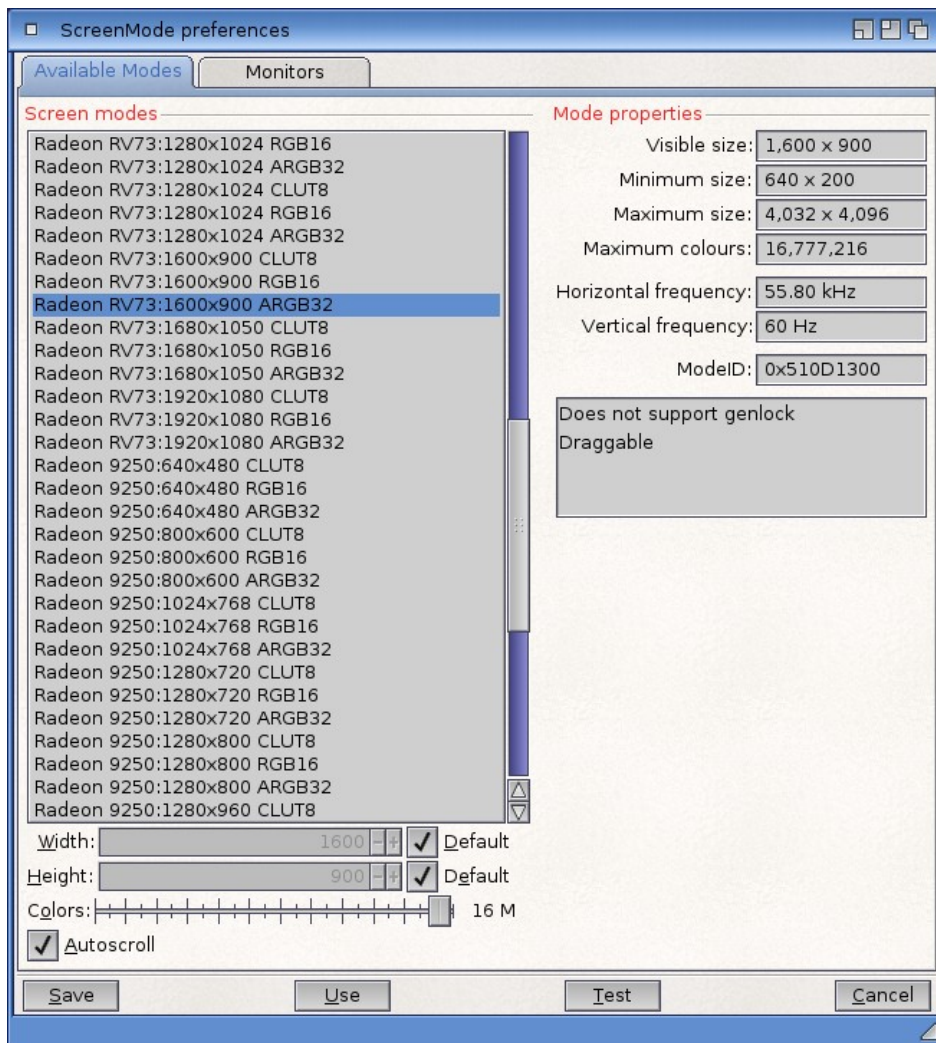 ScreenMode preferences
Available Modes
Monitors
Screen modes
Radeon RV73:1280x1024 RGB16
Radeon RV73:1280x1024 ARGB32
Radeon RV73:1280x1024 CLUT8
Radeon RV73:1280x1024 RGB16
Radeon RV73:1280x1024 ARGB32
Radeon RV73:1600x900 CLUT8
Radeon RV73:1600x900 RGB16
Radeon RV73:1600x900 ARGB32
Radeon RV73:1680x1050 CLUT8
Radeon RV73:1680x1050 RGB16
Radeon RV73:1680x1050 ARGB32
Radeon RV73:1920x1080 CLUT8
Radeon RV73:1920x1080 RGB16
Radeon RV73:1920x1080 ARGB32
Radeon 9250:640x480 CLUT8
Radeon 9250:640x480 RGB16
Radeon 9250:640x480 ARGB32
Radeon 9250:800x600 CLUT8
Radeon 9250:800x600 RGB16
Radeon 9250:800x600 ARGB32
Radeon 9250:1024x768 CLUT8
Radeon 9250:1024x768 RGB16
Radeon 9250:1024x768 ARGB32
Radeon 9250:1280x720 CLUT8
Radeon 9250:1280x720 RGB16
Radeon 9250:1280x720 ARGB32
Radeon 9250:1280x800 CLUT8
Radeon 9250:1280x800 RGB16
Radeon 9250:1280x800 ARGB32
Radeon 9250:1280x960 CLUT8
Width: 1600 - + Default
Height: 900 - + Default
Colors: 16 M
Autoscroll
Mode properties
Visible size: 1,600 x 900
Minimum size: 640 x 200
Maximum size: 4,032 x 4,096
Maximum colours: 16,777,216
Horizontal frequency: 55.80 kHz
Vertical frequency: 60 Hz
ModeID: 0x510D1300
Does not support genlock
Draggable
Save
Use
Test
Cancel